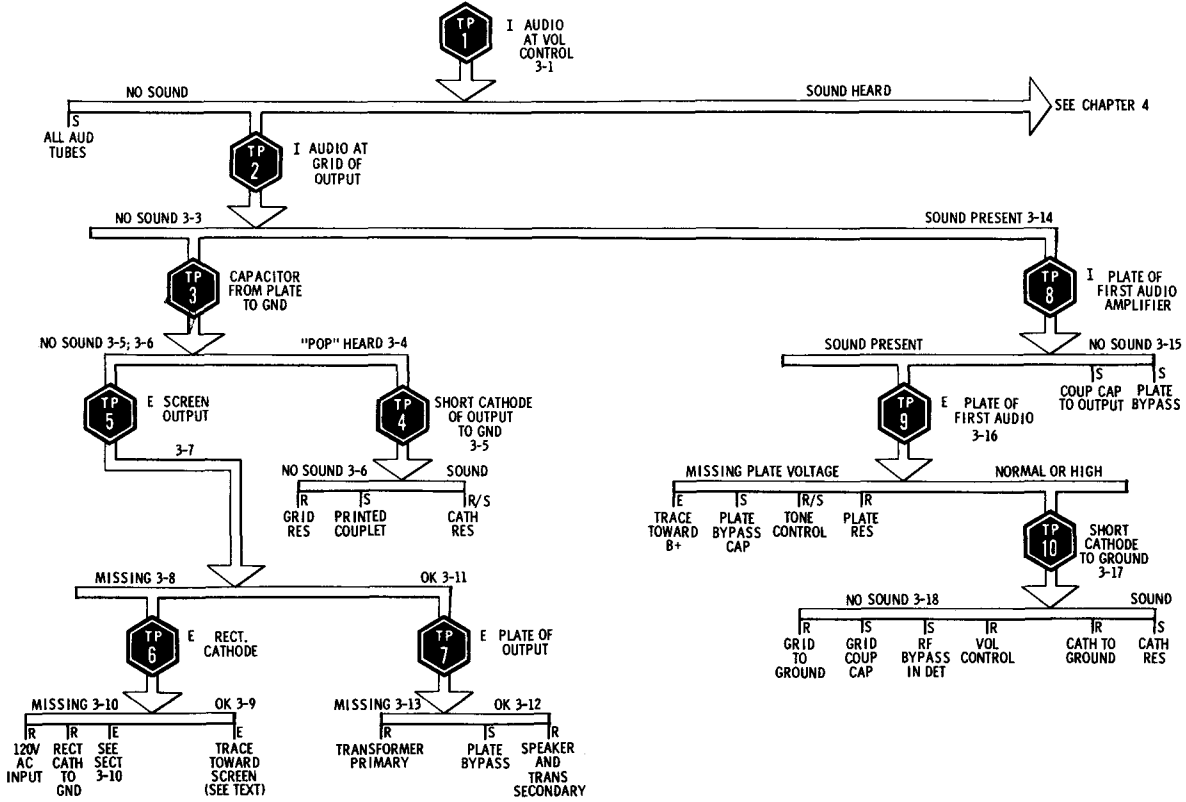 TP
1
I AUDIO
AT VOL
CONTROL
3-1
NO SOUND
SOUND HEARD
SEE CHAPTER 4
S
ALL AUD
TUBES
TP
2
I AUDIO AT
GRID OF
OUTPUT
NO SOUND 3-3
SOUND PRESENT 3-14
TP
3
CAPACITOR
FROM PLATE
TO GND
TP
8
I PLATE OF
FIRST AUDIO
AMPLIFIER
NO SOUND 3-5; 3-6
"POP" HEARD 3-4
SOUND PRESENT
NO SOUND 3-15
S
COUP CAP
TO OUTPUT
S
PLATE
BYPASS
TP
5
E SCREEN
OUTPUT
TP
4
SHORT CATHODE
OF OUTPUT
TO GND
3-5
TP
9
E PLATE OF
FIRST AUDIO
3-16
3-7
NO SOUND 3-6
SOUND
R
GRID
RES
S
PRINTED
COUPLET
R/S
CATH
RES
MISSING PLATE VOLTAGE
NORMAL OR HIGH
E
TRACE
TOWARD
B+
S
PLATE
BYPASS
CAP
R/S
TONE
CONTROL
R
PLATE
RES
TP
10
SHORT
CATHODE
TO GROUND
3-17
MISSING 3-8
OK 3-11
NO SOUND 3-18
SOUND
R
GRID
TO
GROUND
S
GRID
COUP
CAP
S
RF
BYPASS
IN DET
R
VOL
CONTROL
R
CATH TO
GROUND
S
CATH
RES
TP
6
E RECT.
CATHODE
TP
7
E PLATE OF
OUTPUT
MISSING 3-10
OK 3-9
R
120V
AC
INPUT
R
RECT
CATH
TO
GND
E
SEE
SECT
3-10
E
TRACE
TOWARD
SCREEN
(SEE TEXT)
MISSING 3-13
OK 3-12
R
TRANSFORMER
PRIMARY
S
PLATE
BYPASS
R
SPEAKER
AND
TRANS
SECONDARY